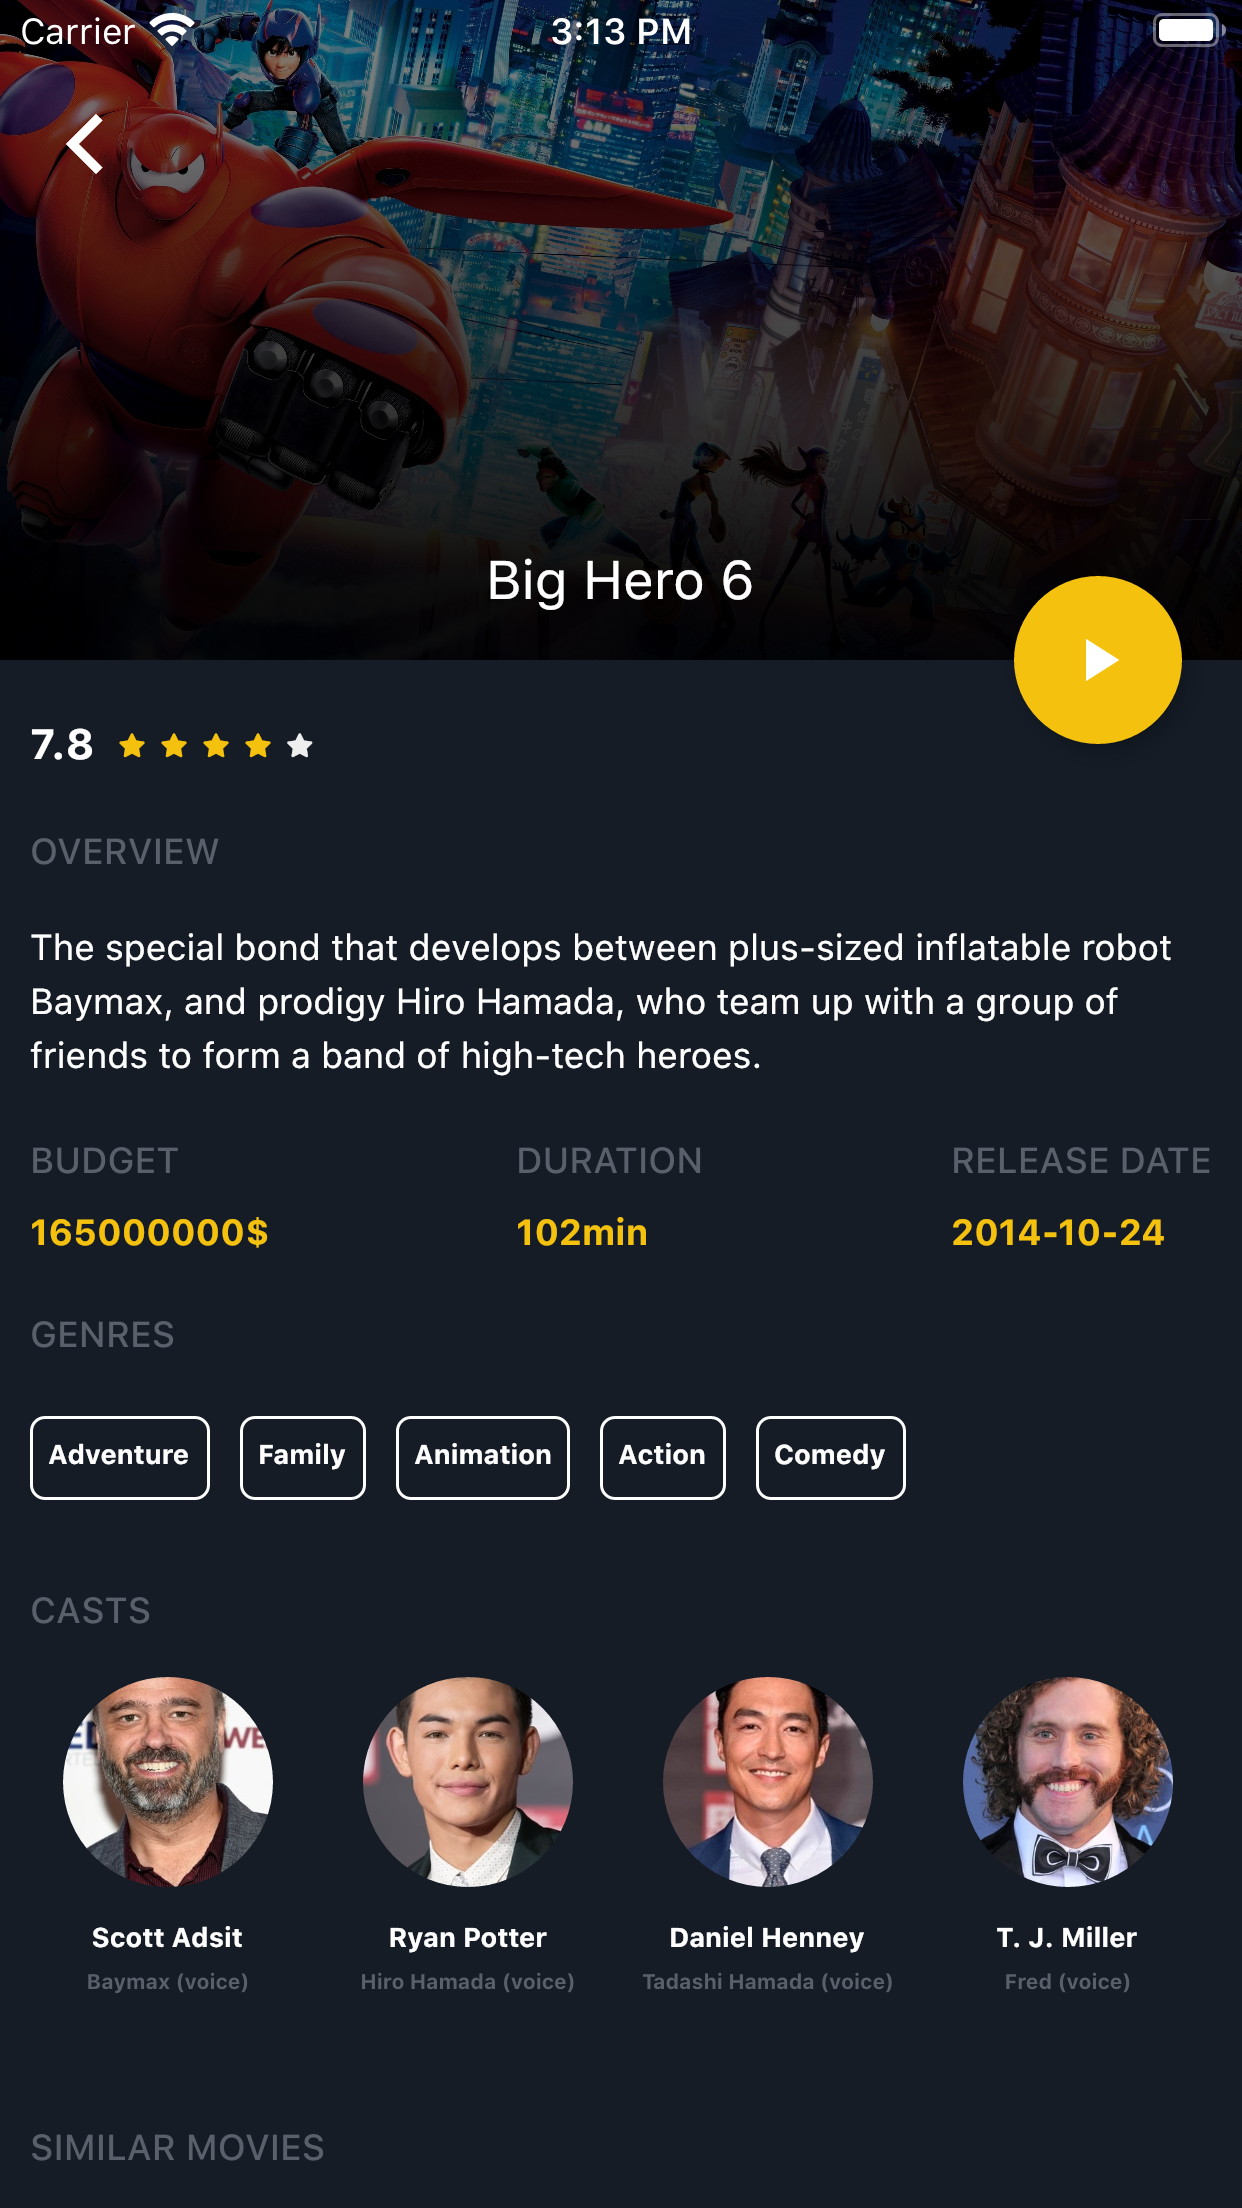 Carrier 3:13 PM
Big Hero 6
7.8
OVERVIEW
The special bond that develops between plus-sized inflatable robot
Baymax, and prodigy Hiro Hamada, who team up with a group of
friends to form a band of high-tech heroes.
BUDGET DURATION RELEASE DATE
165000000$ 102min 2014-10-24
GENRES
Adventure Family Animation Action Comedy
CASTS
Scott Adsit Ryan Potter Daniel Henney T. J. Miller
Baymax (voice) Hiro Hamada (voice) Tadashi Hamada (voice) Fred (voice)
SIMILAR MOVIES